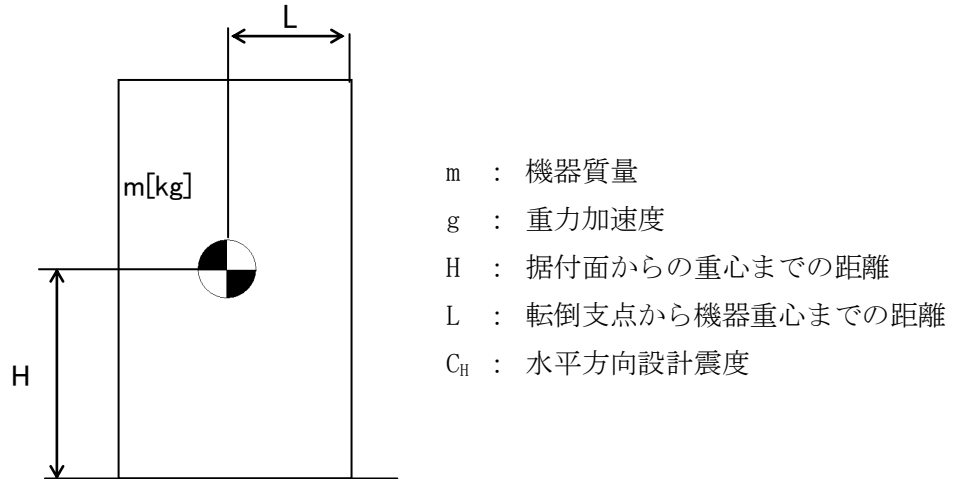 L
m[kg]
H
m : 機器質量
g : 重力加速度
H : 据付面からの重心までの距離
L : 転倒支点から機器重心までの距離
CH : 水平方向設計震度